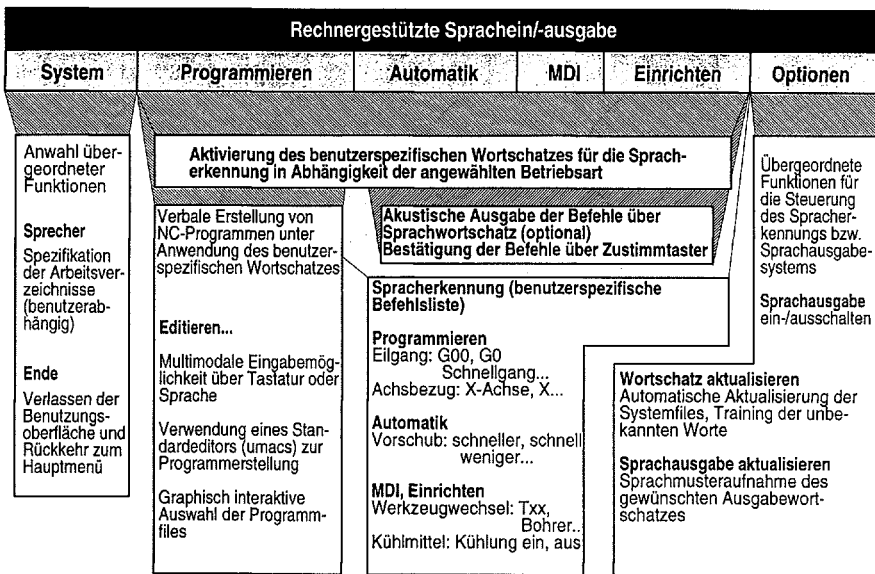 Rechnergestützte Sprachein/-ausgabe
System
Programmieren
Automatik
MDI
Einrichten
Optionen
Anwahl über-
geordneter
Funktionen
Sprecher
Spezifikation
der Arbeitsver-
zeichnisse
(benutzerab-
hängig)
Ende
Verlassen der
Benutzungs-
oberfläche und
Rückkehr zum
Hauptmenü
Aktivierung des benutzerspezifischen Wortschatzes für die Sprach-
erkennung in Abhängigkeit der angewählten Betriebsart
Verbale Erstellung von
NC-Programmen unter
Anwendung des benutzer-
spezifischen Wortschatzes
Editieren...
Multimodale Eingabemög-
lichkeit über Tastatur oder
Sprache
Verwendung eines Stan-
dardeditors (umacs) zur
Programmerstellung
Graphisch interaktive
Auswahl der Programm-
files
Akustische Ausgabe der Befehle über
Sprachwortschatz (optional)
Bestätigung der Befehle über Zustimmtaster
Spracherkennung (benutzerspezifische
Befehlsliste)
Programmieren
Eilgang: G00, G0
Schnellgang...
Achsbezug: X-Achse, X...
Automatik
Vorschub: schneller, schnell
weniger...
MDI, Einrichten
Werkzeugwechsel: Txx,
Bohrer..
Kühlmittel: Kühlung ein, aus
Übergeordnete
Funktionen für
die Steuerung
des Spracher-
kennungs bzw.
Sprachausgabe-
systems
Sprachausgabe
ein-/ausschalten
Wortschatz aktualisieren
Automatische Aktualisierung der
Systemfiles, Training der unbe-
kannten Worte
Sprachausgabe aktualisieren
Sprachmusteraufnahme des
gewünschten Ausgabewort-
schatzes